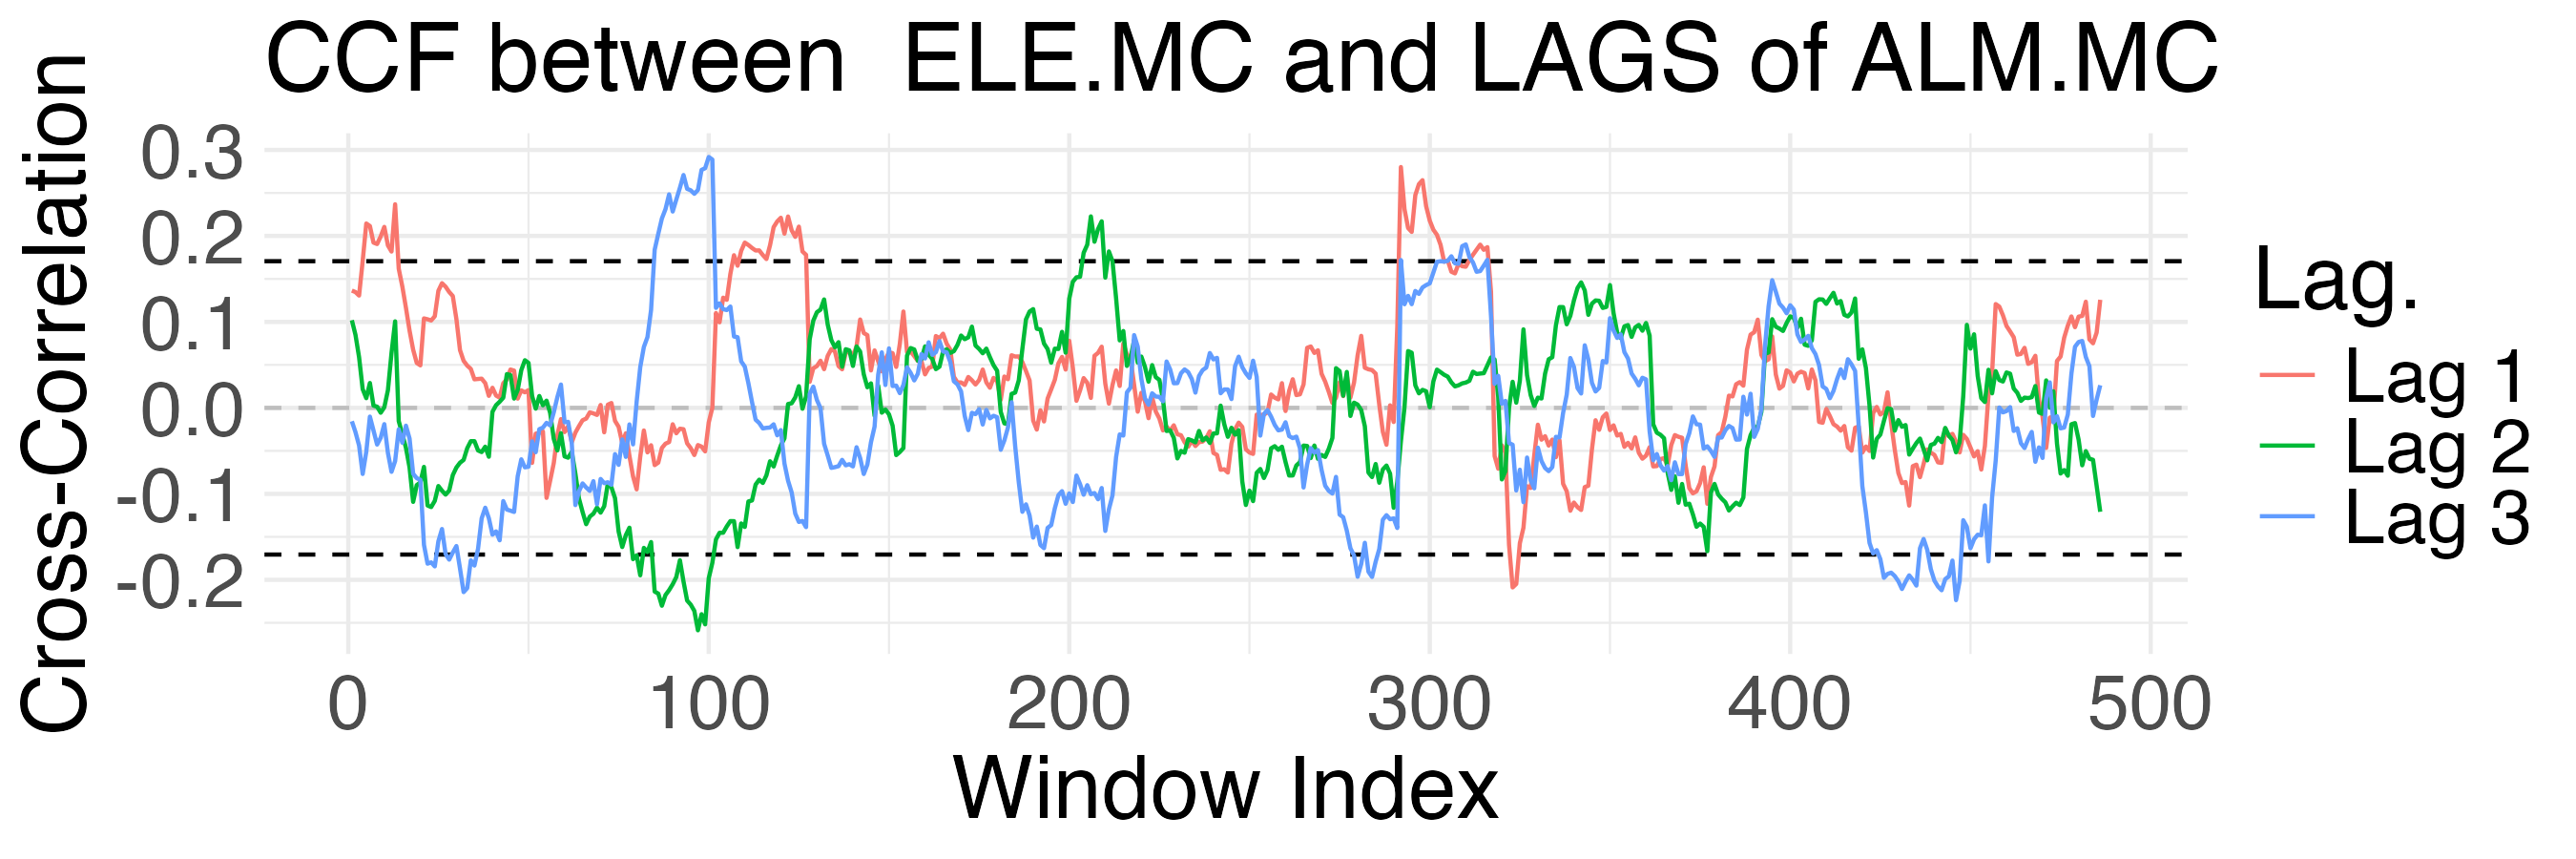 CCF between  ELE.MC and LAGS of ALM.MC
Cross-Correlation
0.3
0.2
0.1
0.0
-0.1
-0.2
0 100 200 300 400 500
Window Index
Lag.
Lag 1
Lag 2
Lag 3